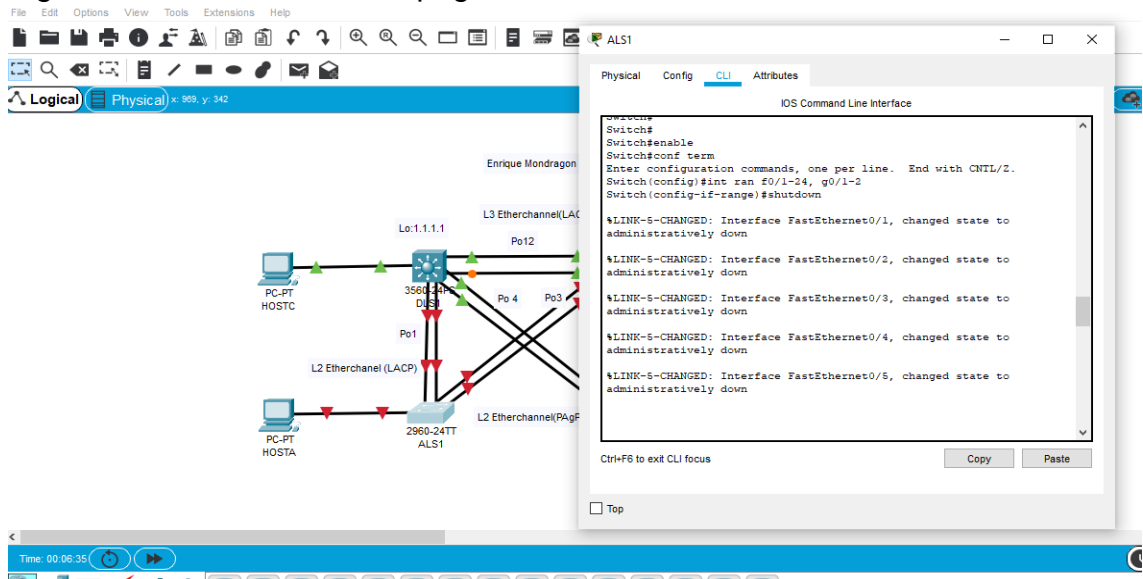 File Edit Options View Tools Extensions Help
Logical
Physical x: 969, y: 342
Enrique Mondragon
L3 Etherchannel(LAC
Lo:1.1.1.1
Po12
PC-PT
HOSTC
3560-24PS
DLS1
Po 4
Po3
Po1
L2 Etherchanel (LACP)
L2 Etherchannel(PAgP
PC-PT
HOSTA
2960-24TT
ALS1
Time: 00:06:35
ALS1
Physical Config CLI Attributes
IOS Command Line Interface
Switch#
Switch#
Switch#enable
Switch#conf term
Enter configuration commands, one per line. End with CNTL/Z.
Switch(config)#int ran f0/1-24, g0/1-2
Switch(config-if-range)#shutdown
%LINK-5-CHANGED: Interface FastEthernet0/1, changed state to
administratively down
%LINK-5-CHANGED: Interface FastEthernet0/2, changed state to
administratively down
%LINK-5-CHANGED: Interface FastEthernet0/3, changed state to
administratively down
%LINK-5-CHANGED: Interface FastEthernet0/4, changed state to
administratively down
%LINK-5-CHANGED: Interface FastEthernet0/5, changed state to
administratively down
Ctrl+F6 to exit CLI focus
Copy
Paste
Top